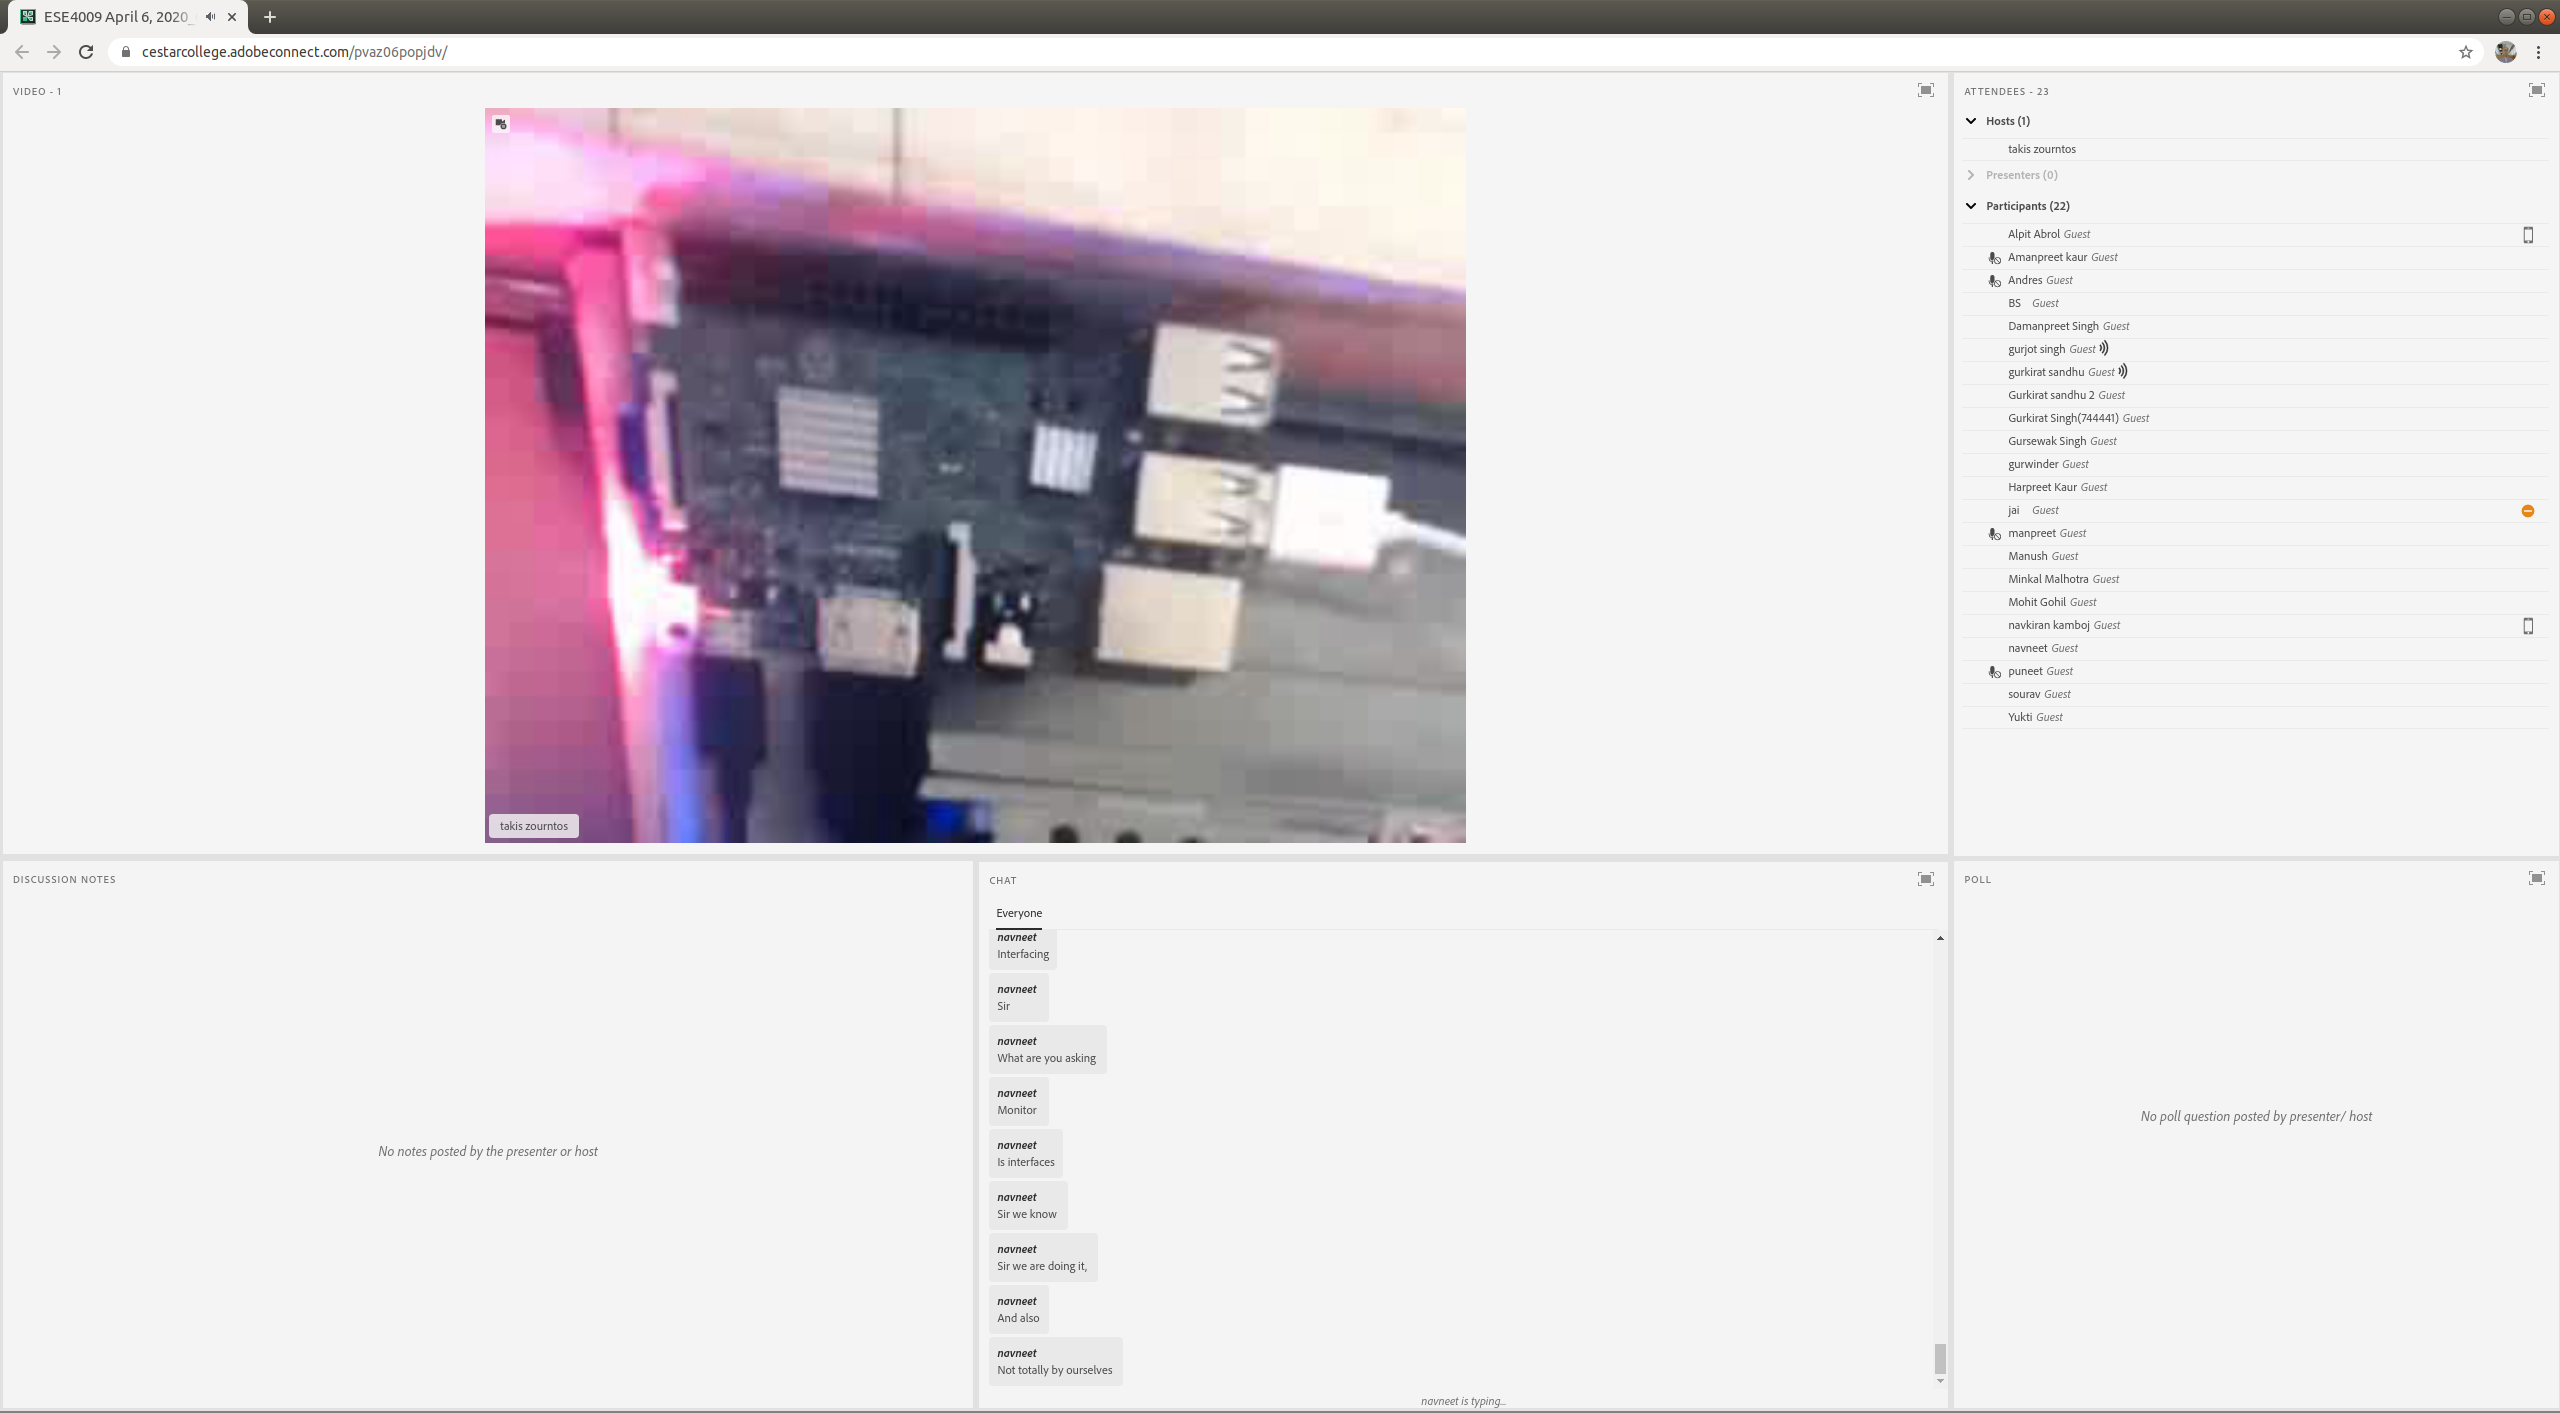 ESE4009 April 6, 2020_
cestarcollege.adobeconnect.com/pvaz06popjdv/
VIDEO - 1
takis zourntos
ATTENDEES - 23
Hosts (1)
takis zourntos
Presenters (0)
Participants (22)
Alpit Abrol Guest
Amanpreet kaur Guest
Andres Guest
BS Guest
Damanpreet Singh Guest
gurjot singh Guest
gurkirat sandhu Guest
Gurkirat sandhu 2 Guest
Gurkirat Singh(744441) Guest
Gursewak Singh Guest
gurwinder Guest
Harpreet Kaur Guest
jai Guest
manpreet Guest
Manush Guest
Minkal Malhotra Guest
Mohit Gohil Guest
navkiran kamboj Guest
navneet Guest
puneet Guest
sourav Guest
Yukti Guest
DISCUSSION NOTES
No notes posted by the presenter or host
CHAT
Everyone
navneet
Interfacing
navneet
Sir
navneet
What are you asking
navneet
Monitor
navneet
Is interfaces
navneet
Sir we know
navneet
Sir we are doing it,
navneet
And also
navneet
Not totally by ourselves
navneet is typing...
POLL
No poll question posted by presenter/ host